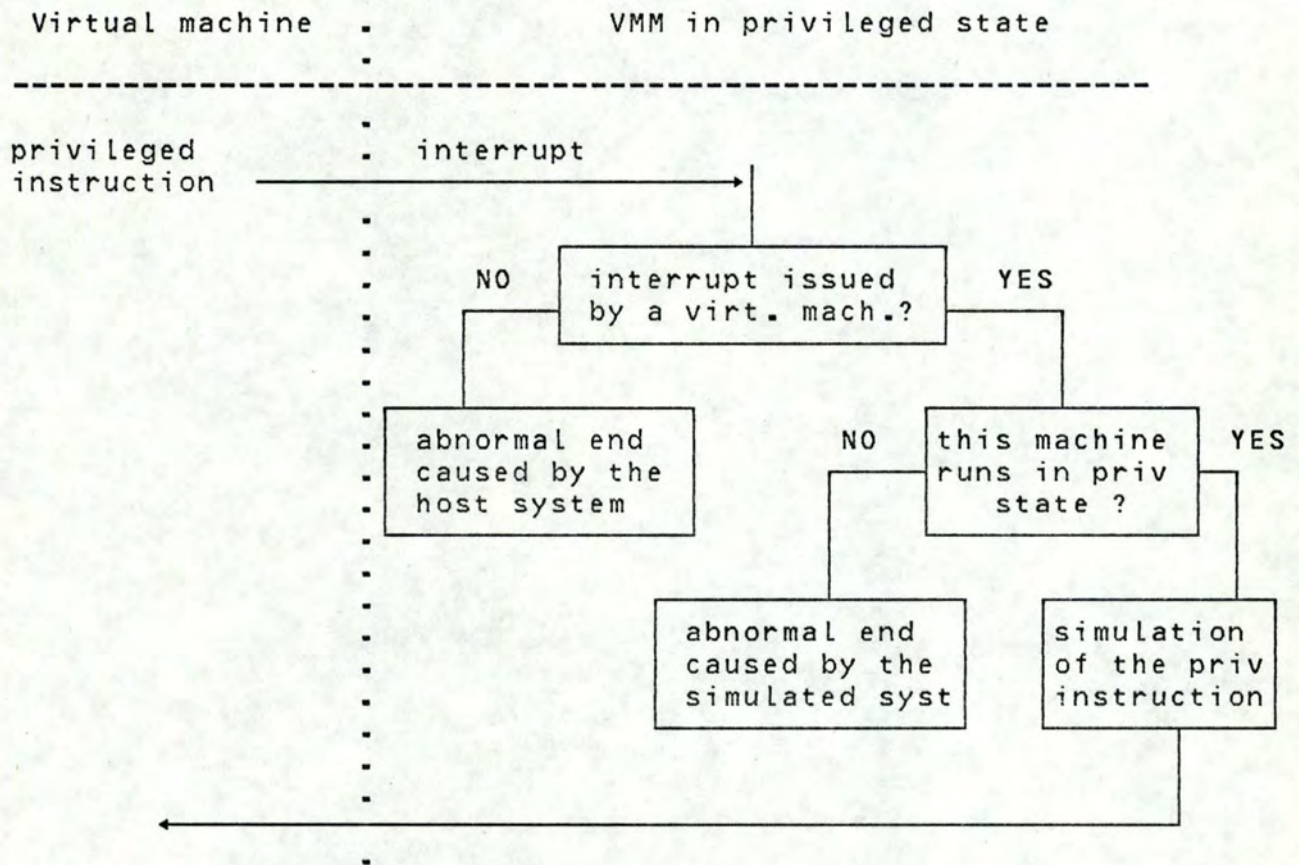 Virtual machine
VMM in privileged state
privileged
instruction
interrupt
NO
interrupt issued
by a virt. mach.?
YES
abnormal end
caused by the
host system
NO
this machine
runs in priv
state ?
YES
abnormal end
caused by the
simulated syst
simulation
of the priv
instruction